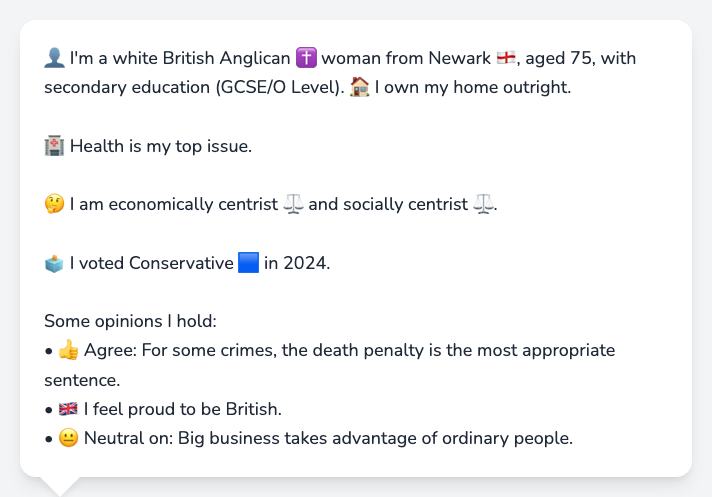 👤 I'm a white British Anglican ✝️ woman from Newark 🏴󠁧󠁢󠁥󠁮󠁧󠁿, aged 75, with
secondary education (GCSE/O Level). 🏠 I own my home outright.
🏥 Health is my top issue.
🤔 I am economically centrist ⚖️ and socially centrist ⚖️.
🗳️ I voted Conservative 🟦 in 2024.
Some opinions I hold:
• 👍 Agree: For some crimes, the death penalty is the most appropriate
sentence.
• 🇬🇧 I feel proud to be British.
• 😐 Neutral on: Big business takes advantage of ordinary people.